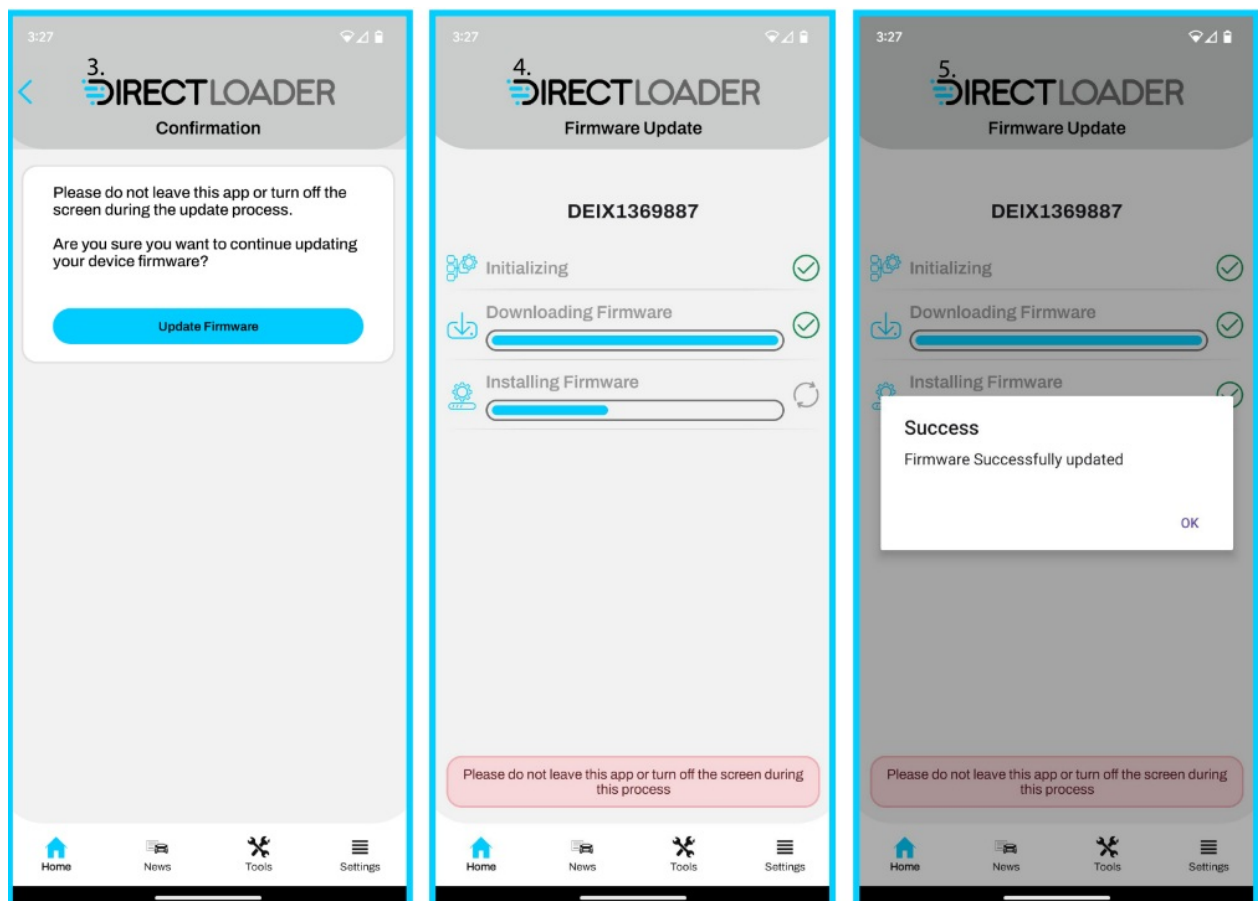 3:27
3.
DIRECTLOADER
Confirmation
Please do not leave this app or turn off the
screen during the update process.
Are you sure you want to continue updating
your device firmware?
Update Firmware
Home
News
Tools
Settings
3:27
4.
DIRECTLOADER
Firmware Update
DEIX1369887
Initializing
Downloading Firmware
Installing Firmware
Please do not leave this app or turn off the screen during
this process
Home
News
Tools
Settings
3:27
5.
DIRECTLOADER
Firmware Update
DEIX1369887
Initializing
Downloading Firmware
Installing Firmware
Success
Firmware Successfully updated
OK
Please do not leave this app or turn off the screen during
this process
Home
News
Tools
Settings